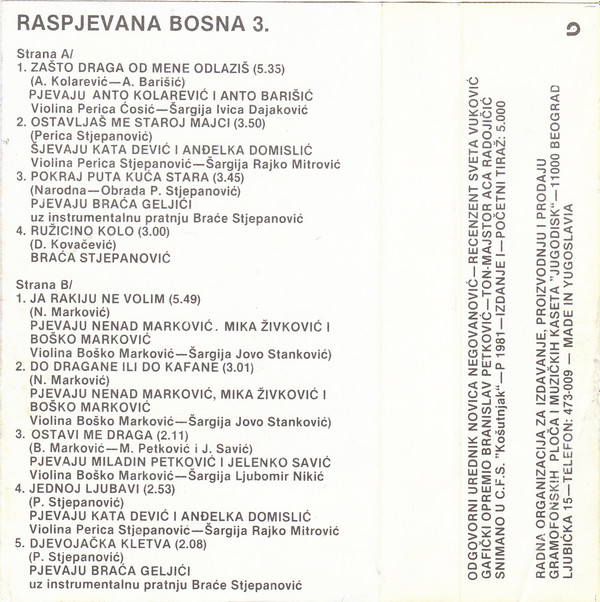 RASPJEVANA BOSNA 3.
Strana A/
1. ZAŠTO DRAGA OD MENE ODLAZIŠ (5.35)
(A. Kolarević—A. Barišić)
PJEVAJU ANTO KOLAREVIĆ I ANTO BARIŠIĆ
Violina Perica Ćosić—Šargija Ivica Dajaković
2. OSTAVLJAŠ ME STAROJ MAJCI (3.50)
(Perica Stjepanović)
ŠJEVAJU KATA DEVIĆ I ANĐELKA DOMISLIĆ
Violina Perica Stjepanović—Šargija Rajko Mitrović
3. POKRAJ PUTA KUĆA STARA (3.45)
(Narodna—Obrada P. Stjepanović)
PJEVAJU BRAĆA GELJIĆI
uz instrumentalnu pratnju Braće Stjepanović
4. RUŽICINO KOLO (3.00)
(D. Kovačević)
BRAĆA STJEPANOVIĆ
Strana B/
1. JA RAKIJU NE VOLIM (5.49)
(N. Marković)
PJEVAJU NENAD MARKOVIĆ. MIKA ŽIVKOVIĆ I
BOŠKO MARKOVIĆ
Violina Boško Marković—Šargija Jovo Stanković)
2. DO DRAGANE ILI DO KAFANE (3.01)
(N. Marković)
PJEVAJU NENAD MARKOVIĆ, MIKA ŽIVKOVIĆ I
BOŠKO MARKOVIĆ
Violina Boško Marković—Šargija Jovo Stanković)
3. OSTAVI ME DRAGA (2.11)
(B. Marković—M. Petković i J. Savić)
PJEVAJU MILADIN PETKOVIĆ I JELENKO SAVIĆ
Violina Boško Marković—Šargija Ljubomir Nikić
4. JEDNOJ LJUBAVI (2.53)
(P. Stjepanović)
PJEVAJU KATA DEVIĆ I ANĐELKA DOMISLIĆ
Violina Perica Stjepanović—Šargija Rajko Mitrović
5. DJEVOJAČKA KLETVA (2.08)
(P. Stjepanović)
PJEVAJU BRAĆA GELJIĆI
uz instrumentalnu pratnju Braće Stjepanović
ODGOVORNI UREDNIK NOVICA NEGOVANOVIĆ—RECENZENT SVETA VUKOVIĆ
GAFIČKI OPREMIO BRANISLAV PETKOVIĆ—TON-MAJSTOR ACA RADOJIČIĆ
SNIMANO U C.F.S. "Košutnjak"—P 1981—IZDANJE I—POČETNI TIRAŽ: 5.000
RADNA ORGANIZACIJA ZA IZDAVANJE, PROIZVODNJU I PRODAJU
GRAMOFONSKIH PLOČA I MUZIČKIH KASETA "JUGODISK"—11000 BEOGRAD
LJUBIČKA 15—TELEFON: 473-009 — MADE IN YUGOSLAVIA